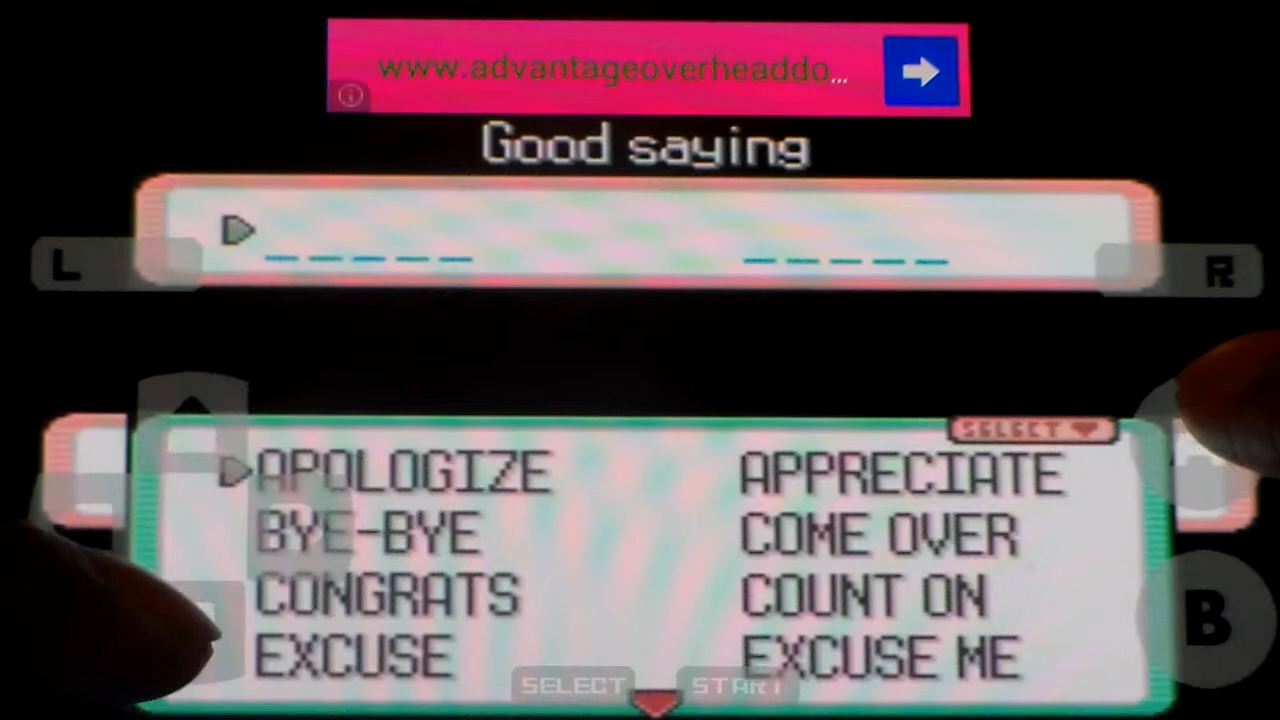 www.advantageoverheaddo...
Good saying
L
R
SELECT
APOLOGIZE APPRECIATE
BYE-BYE COME OVER
CONGRATS COUNT ON
EXCUSE EXCUSE ME
B
SELECT START